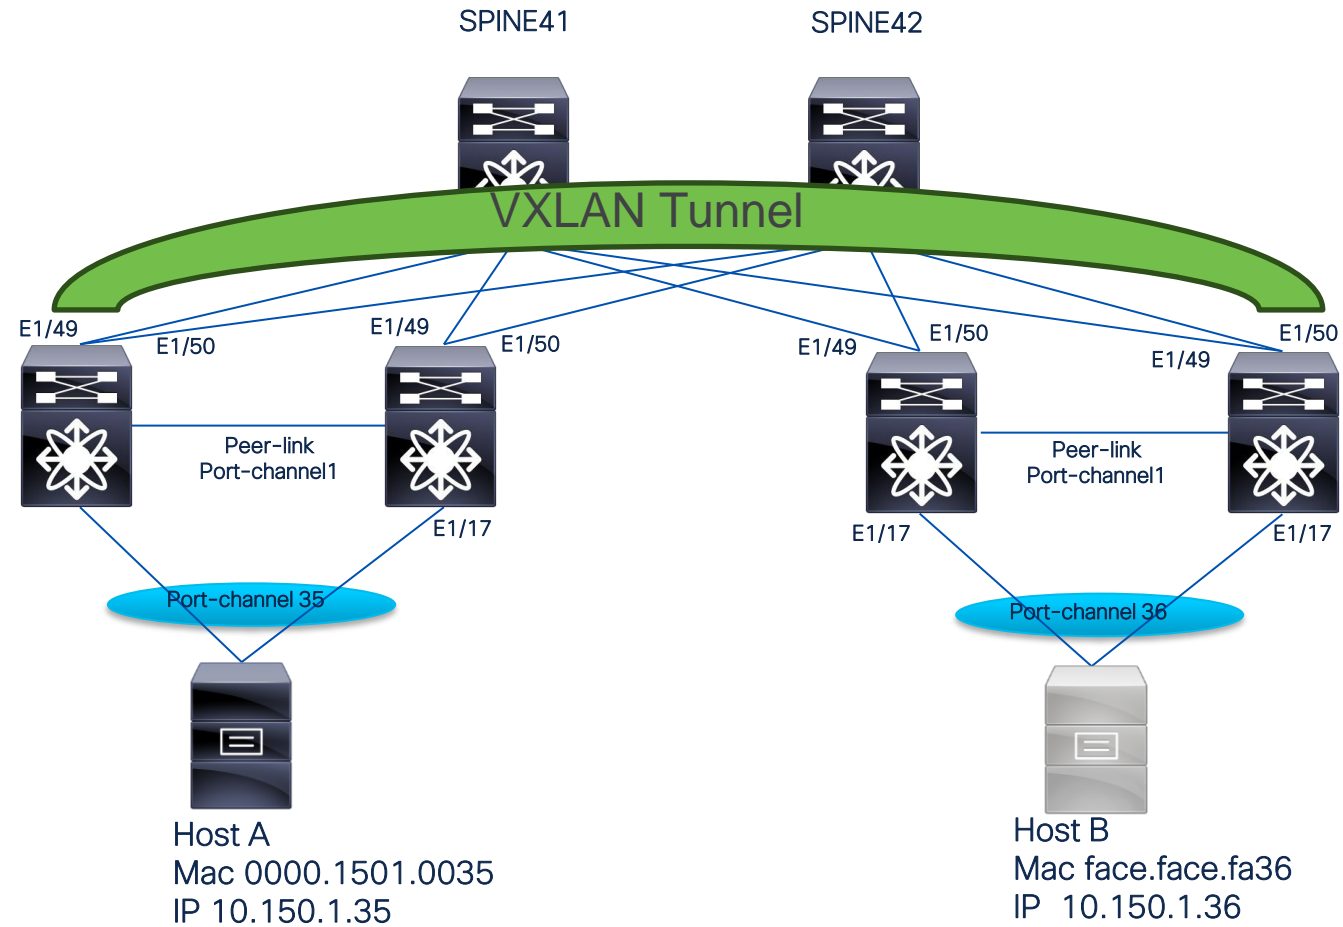 SPINE41
SPINE42
VXLAN Tunnel
E1/49
E1/50
E1/49
E1/50
E1/49
E1/50
E1/49
E1/50
Peer-link
Port-channel1
Peer-link
Port-channel1
E1/17
E1/17
E1/17
Port-channel 35
Port-channel 36
Host A
Mac 0000.1501.0035
IP 10.150.1.35
Host B
Mac face.face.fa36
IP 10.150.1.36